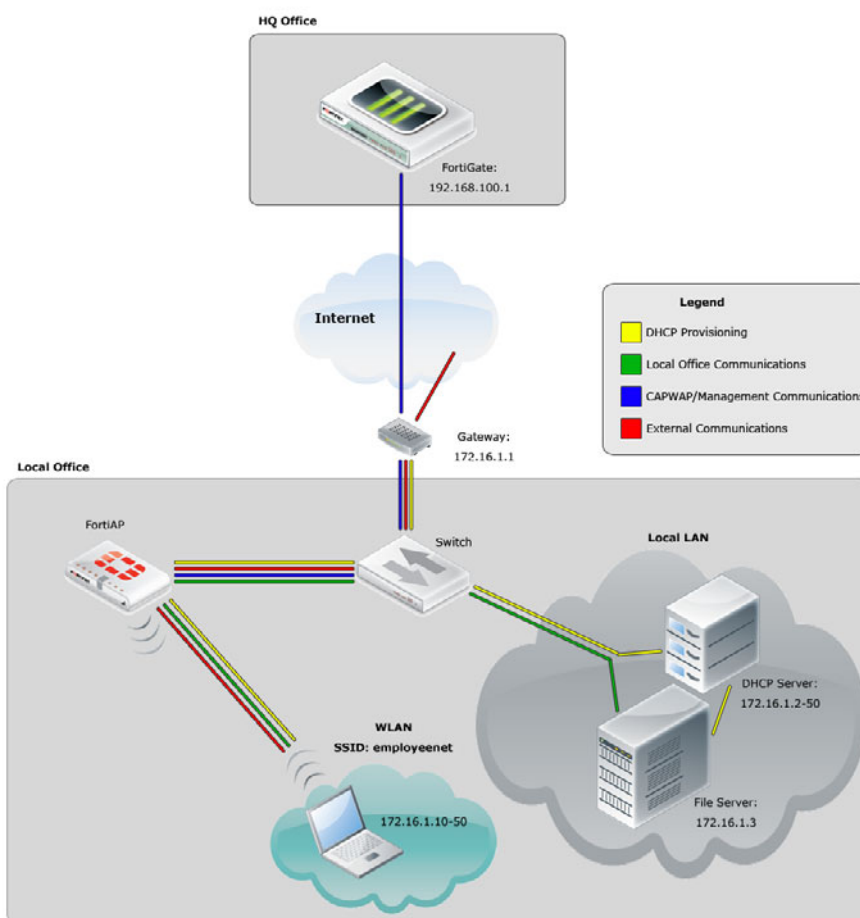 HQ Office
FortiGate:
192.168.100.1
Internet
Legend
DHCP Provisioning
Local Office Communications
CAPWAP/Management Communications
External Communications
Gateway:
172.16.1.1
Local Office
FortiAP
Switch
Local LAN
DHCP Server:
172.16.1.2-50
File Server:
172.16.1.3
WLAN
SSID: employeenet
172.16.1.10-50